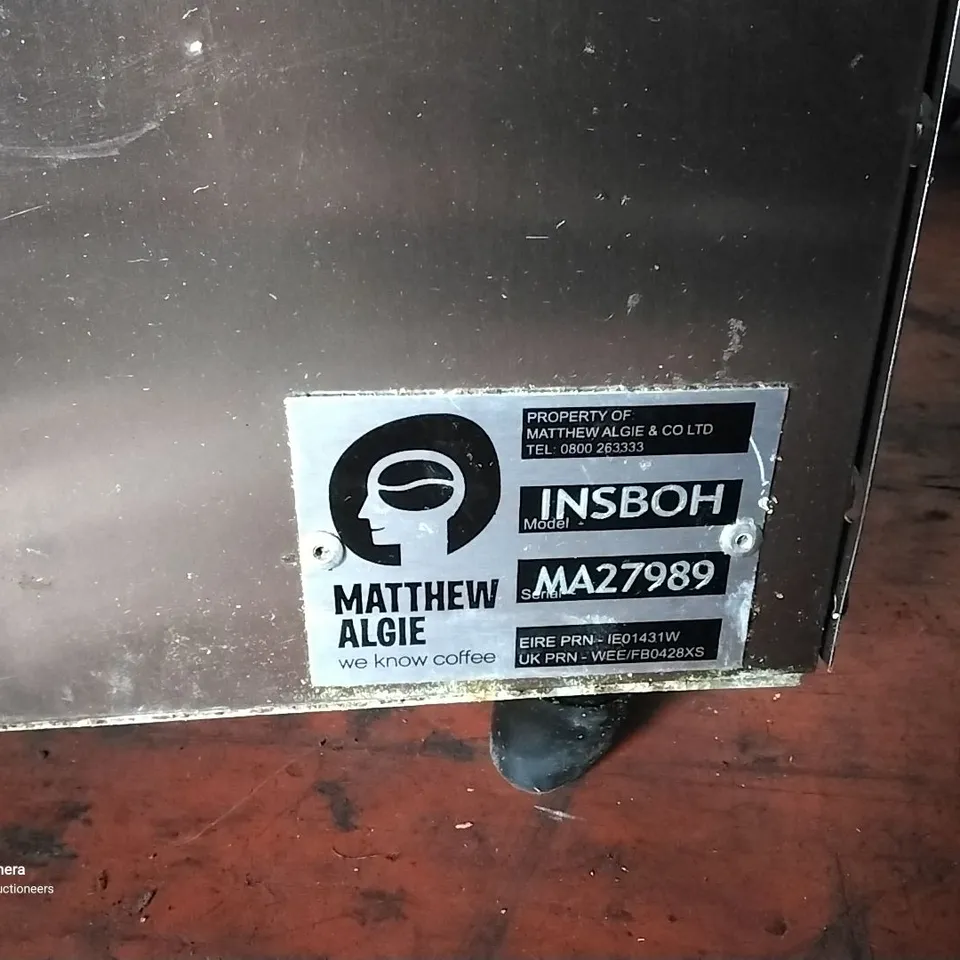 PROPERTY OF:
MATTHEW ALGIE & CO LTD
TEL: 0800 263333
INSBOH
Model -
MA27989
Serial -
MATTHEW
ALGIE
we know coffee
EIRE PRN - IE01431W
UK PRN - WEE/FB0428XS